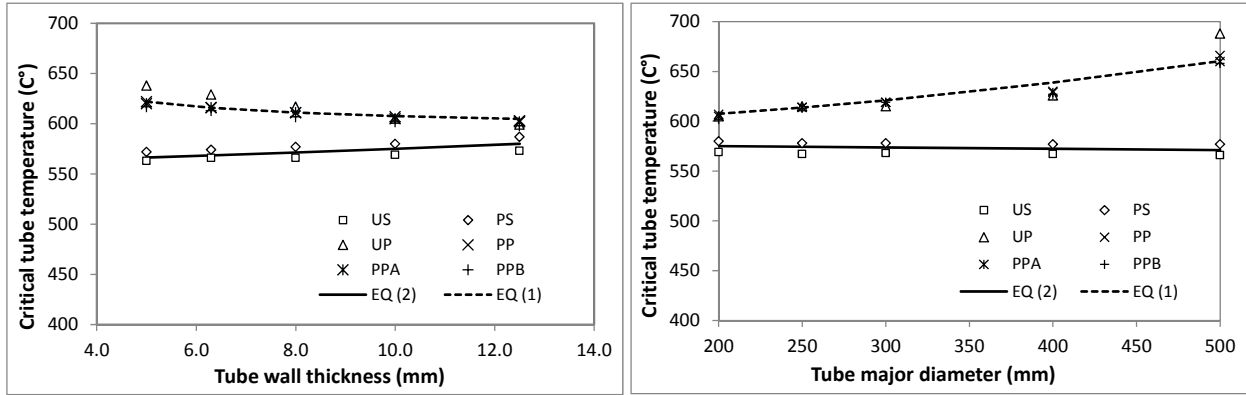 Critical tube temperature (C°)
700
650
600
550
500
450
400
US
PS
UP
PP
PPA
PPB
EQ (2)
EQ (1)
4.0 6.0 8.0 10.0 12.0 14.0
Tube wall thickness (mm)
Critical tube temperature (C°)
700
650
600
550
500
450
400
US
PS
UP
PP
PPA
PPB
EQ (2)
EQ (1)
200 250 300 350 400 450 500
Tube major diameter (mm)